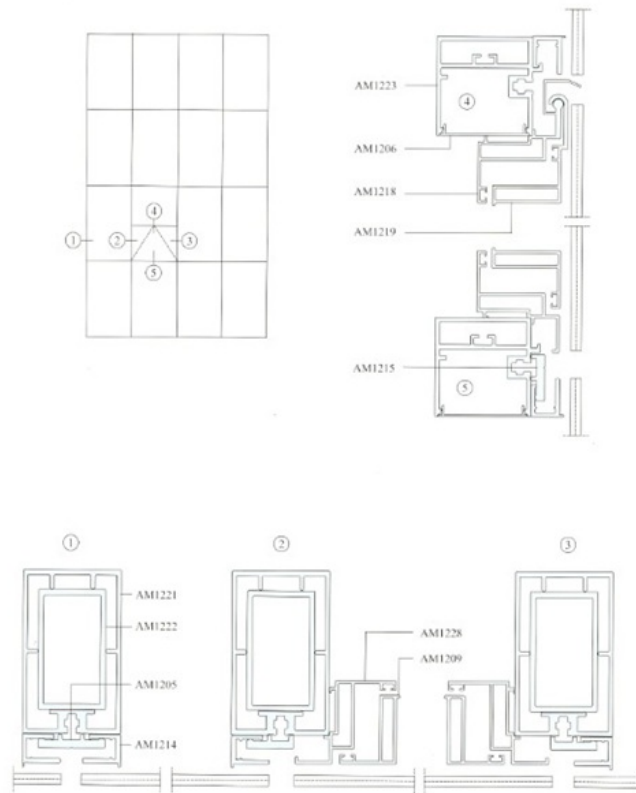 AM1223
④
AM1206
AM1218
④
① ② ③
AM1219
⑤
AM1215
⑤
① ② ③
AM1221
AM1222
AM1228
AM1209
AM1205
AM1214